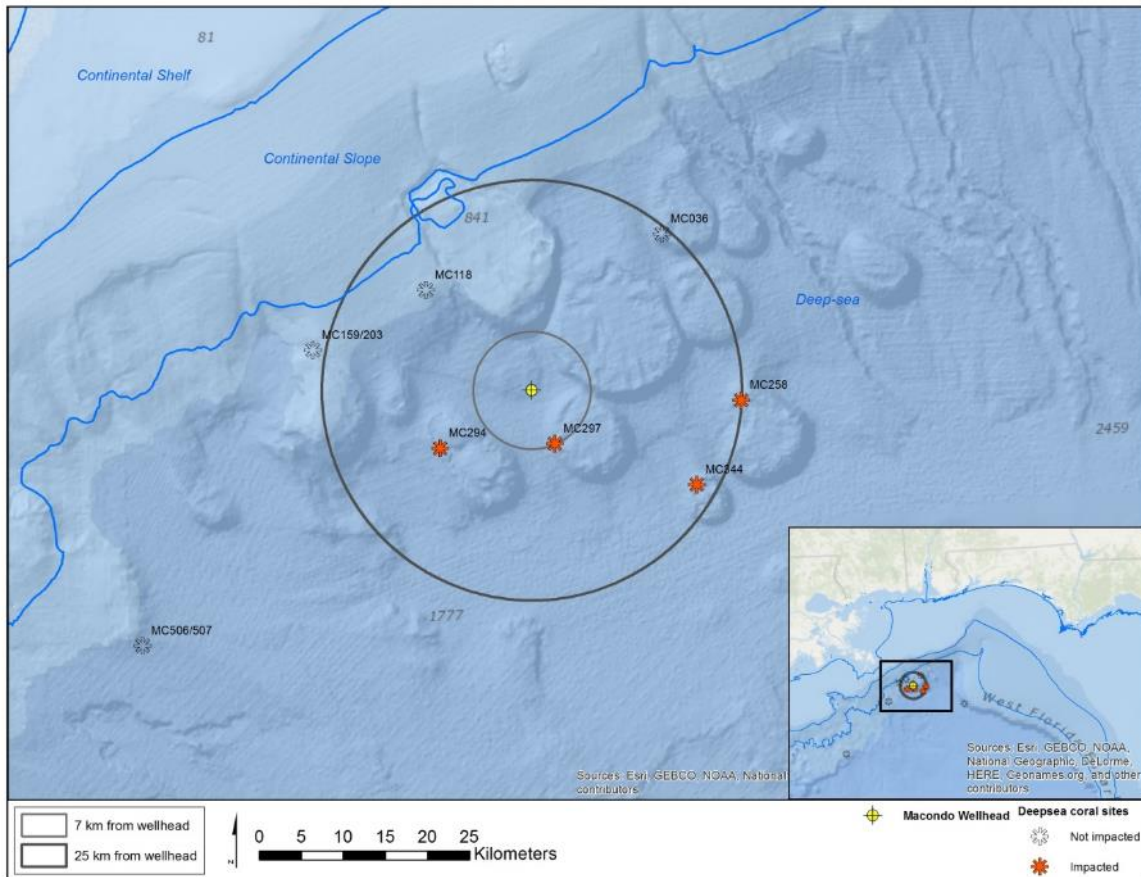 81
Continental Shelf
Continental Slope
841
MC036
MC118
Deep-sea
MC159/203
MC258
MC294
MC297
2459
MC344
1777
MC506/507
West Florida
Sources: Esri, GEBCO, NOAA, National Geographic, DeLorme, HERE, Geonames.org, and other contributors
Sources: Esri, GEBCO, NOAA, National
contributors
7 km from wellhead
25 km from wellhead
N
0 5 10 15 20 25
Kilometers
Macondo Wellhead
Deepsea coral sites
Not impacted
Impacted